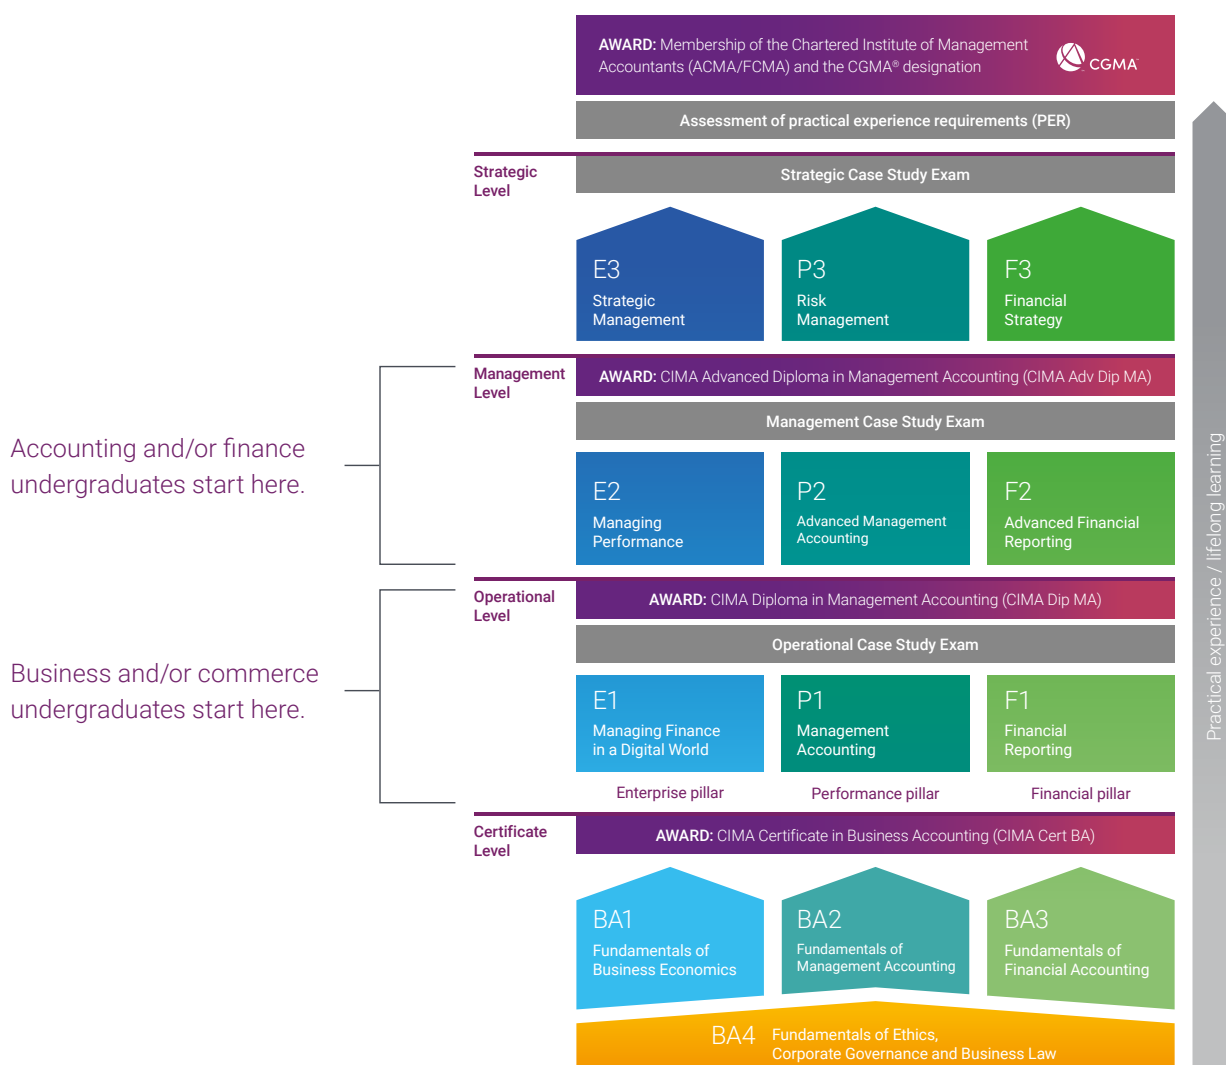 AWARD: Membership of the Chartered Institute of Management
Accountants (ACMA/FCMA) and the CGMA® designation
CGMA™
Assessment of practical experience requirements (PER)
Strategic
Level
Strategic Case Study Exam
E3
Strategic
Management
P3
Risk
Management
F3
Financial
Strategy
Management
Level
AWARD: CIMA Advanced Diploma in Management Accounting (CIMA Adv Dip MA)
Management Case Study Exam
Accounting and/or finance
undergraduates start here.
E2
Managing
Performance
P2
Advanced Management
Accounting
F2
Advanced Financial
Reporting
Operational
Level
AWARD: CIMA Diploma in Management Accounting (CIMA Dip MA)
Operational Case Study Exam
Business and/or commerce
undergraduates start here.
E1
Managing Finance
in a Digital World
P1
Management
Accounting
F1
Financial
Reporting
Enterprise pillar
Performance pillar
Financial pillar
Certificate
Level
AWARD: CIMA Certificate in Business Accounting (CIMA Cert BA)
BA1
Fundamentals of
Business Economics
BA2
Fundamentals of
Management Accounting
BA3
Fundamentals of
Financial Accounting
BA4
Fundamentals of Ethics,
Corporate Governance and Business Law
Practical experience / lifelong learning